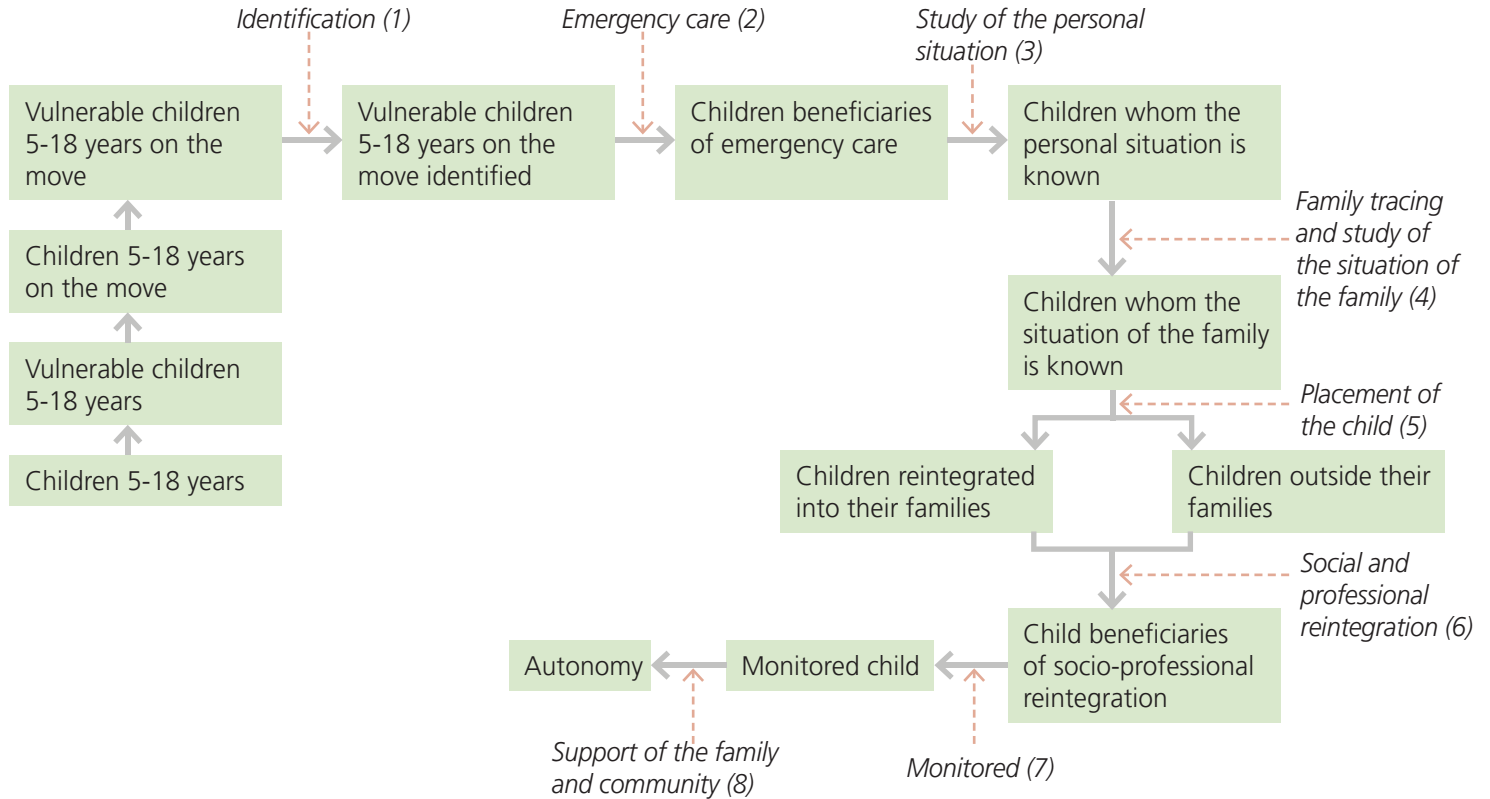 Identification (1)
Emergency care (2)
Study of the personal
situation (3)
Vulnerable children
5-18 years on the
move
Vulnerable children
5-18 years on the
move identified
Children beneficiaries
of emergency care
Children whom the
personal situation is
known
Family tracing
and study of
the situation of
the family (4)
Children 5-18 years
on the move
Children whom the
situation of the family
is known
Vulnerable children
5-18 years
Placement of
the child (5)
Children 5-18 years
Children reintegrated
into their families
Children outside their
families
Social and
professional
reintegration (6)
Child beneficiaries
of socio-professional
reintegration
Monitored child
Autonomy
Support of the family
and community (8)
Monitored (7)